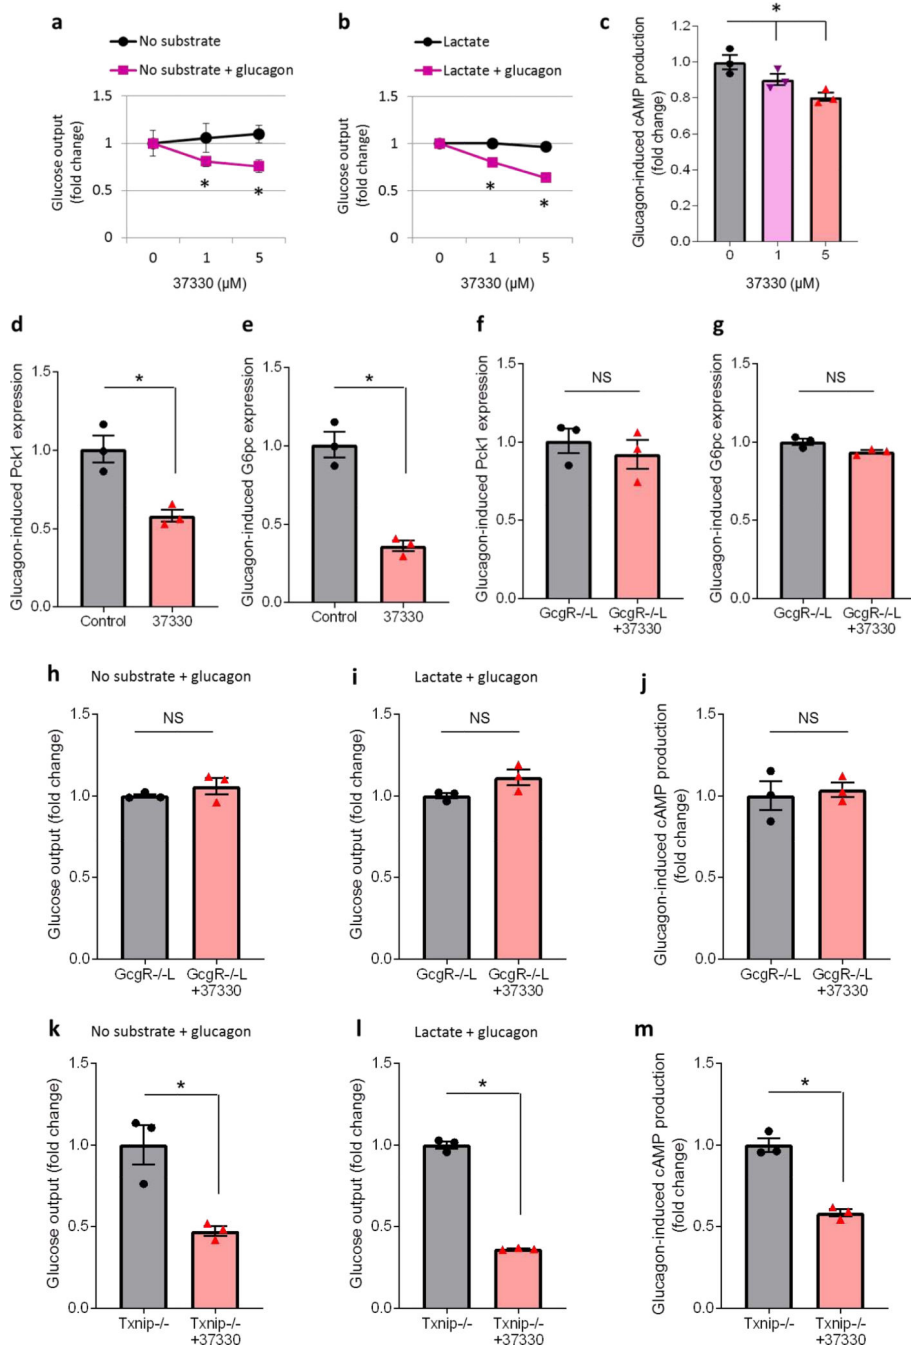 a
No substrate
No substrate + glucagon
Glucose output
(fold change)
1.5
1
0.5
0
*
*
0 1 5
37330 (µM)
b
Lactate
Lactate + glucagon
Glucose output
(fold change)
1.5
1
0.5
0
*
*
0 1 5
37330 (µM)
c
Glucagon-induced cAMP production
(fold change)
1.2
1.0
0.8
0.6
0.4
0.2
0.0
*
0 1 5
37330 (µM)
d
Glucagon-induced Pck1 expression
1.5
1.0
0.5
0.0
*
Control 37330
e
Glucagon-induced G6pc expression
1.5
1.0
0.5
0.0
*
Control 37330
f
Glucagon-induced Pck1 expression
1.5
1.0
0.5
0.0
NS
GcgR-/-L GcgR-/-L
+37330
g
Glucagon-induced G6pc expression
1.5
1.0
0.5
0.0
NS
GcgR-/-L GcgR-/-L
+37330
h
No substrate + glucagon
Glucose output (fold change)
1.5
1.0
0.5
0.0
NS
GcgR-/-L GcgR-/-L
+37330
i
Lactate + glucagon
Glucose output (fold change)
1.5
1.0
0.5
0.0
NS
GcgR-/-L GcgR-/-L
+37330
j
Glucagon-induced cAMP production
(fold change)
1.5
1.0
0.5
0.0
NS
GcgR-/-L GcgR-/-L
+37330
k
No substrate + glucagon
Glucose output (fold change)
1.5
1.0
0.5
0.0
*
Txnip-/- Txnip-/-
+37330
l
Lactate + glucagon
Glucose output (fold change)
1.5
1.0
0.5
0.0
*
Txnip-/- Txnip-/-
+37330
m
Glucagon-induced cAMP production
(fold change)
1.5
1.0
0.5
0.0
*
Txnip-/- Txnip-/-
+37330